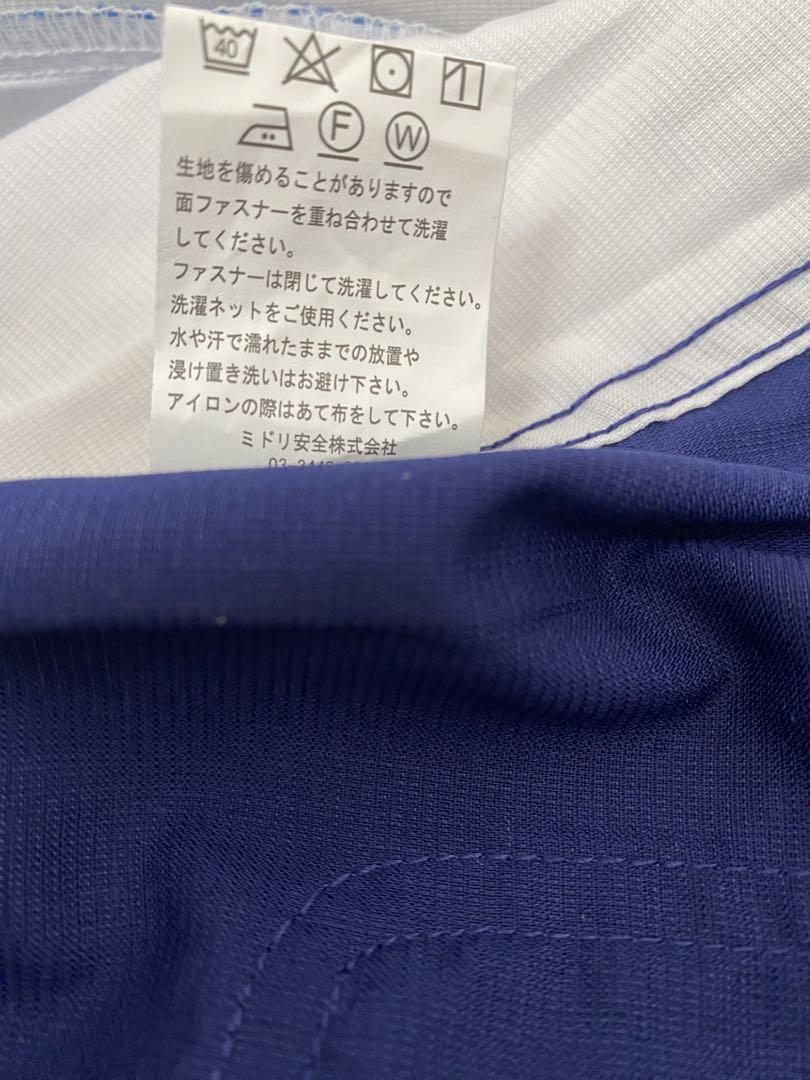 40
F
W
生地を傷めることがありますので
面ファスナーを重ね合わせて洗濯
してください。
ファスナーは閉じて洗濯してください。
洗濯ネットをご使用ください。
水や汗で濡れたままでの放置や
浸け置き洗いはお避け下さい。
アイロンの際はあて布をして下さい。
ミドリ安全株式会社